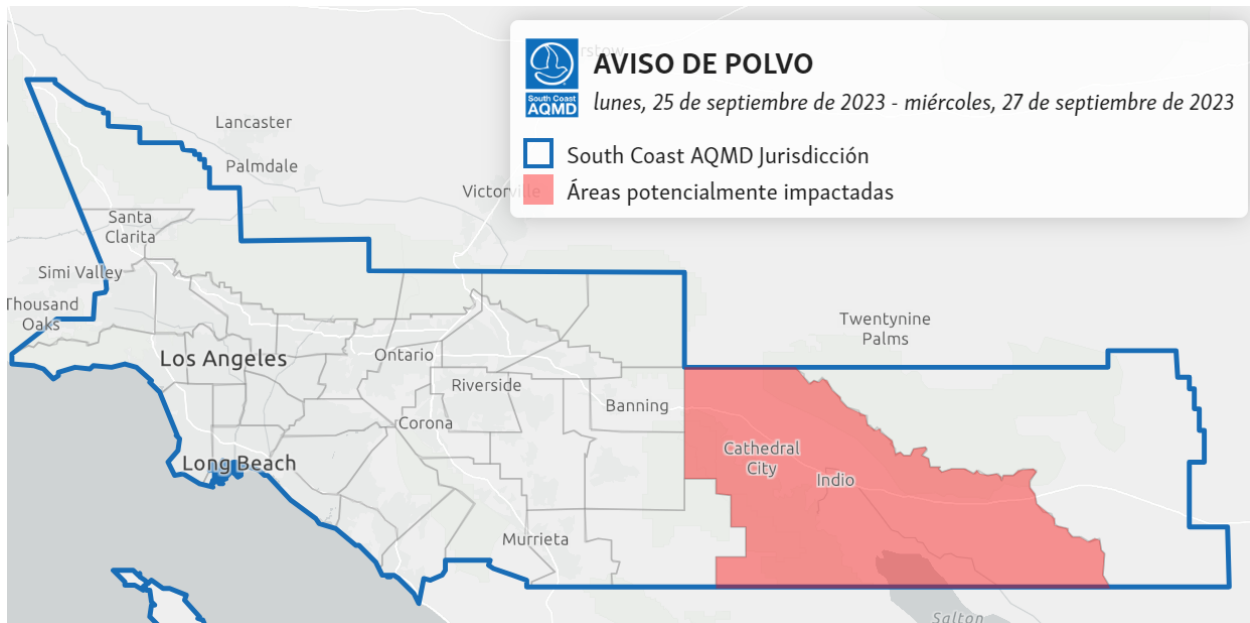 AVISO DE POLVO
South Coast
AQMD
lunes, 25 de septiembre de 2023 - miércoles, 27 de septiembre de 2023
South Coast AQMD Jurisdicción
Áreas potencialmente impactadas
Lancaster
Palmdale
Victorville
Santa
Clarita
Simi Valley
Thousand
Oaks
Twentynine
Palms
Los Angeles
Ontario
Riverside
Banning
Corona
Cathedral
City
Indio
Long Beach
Murrieta
Salton